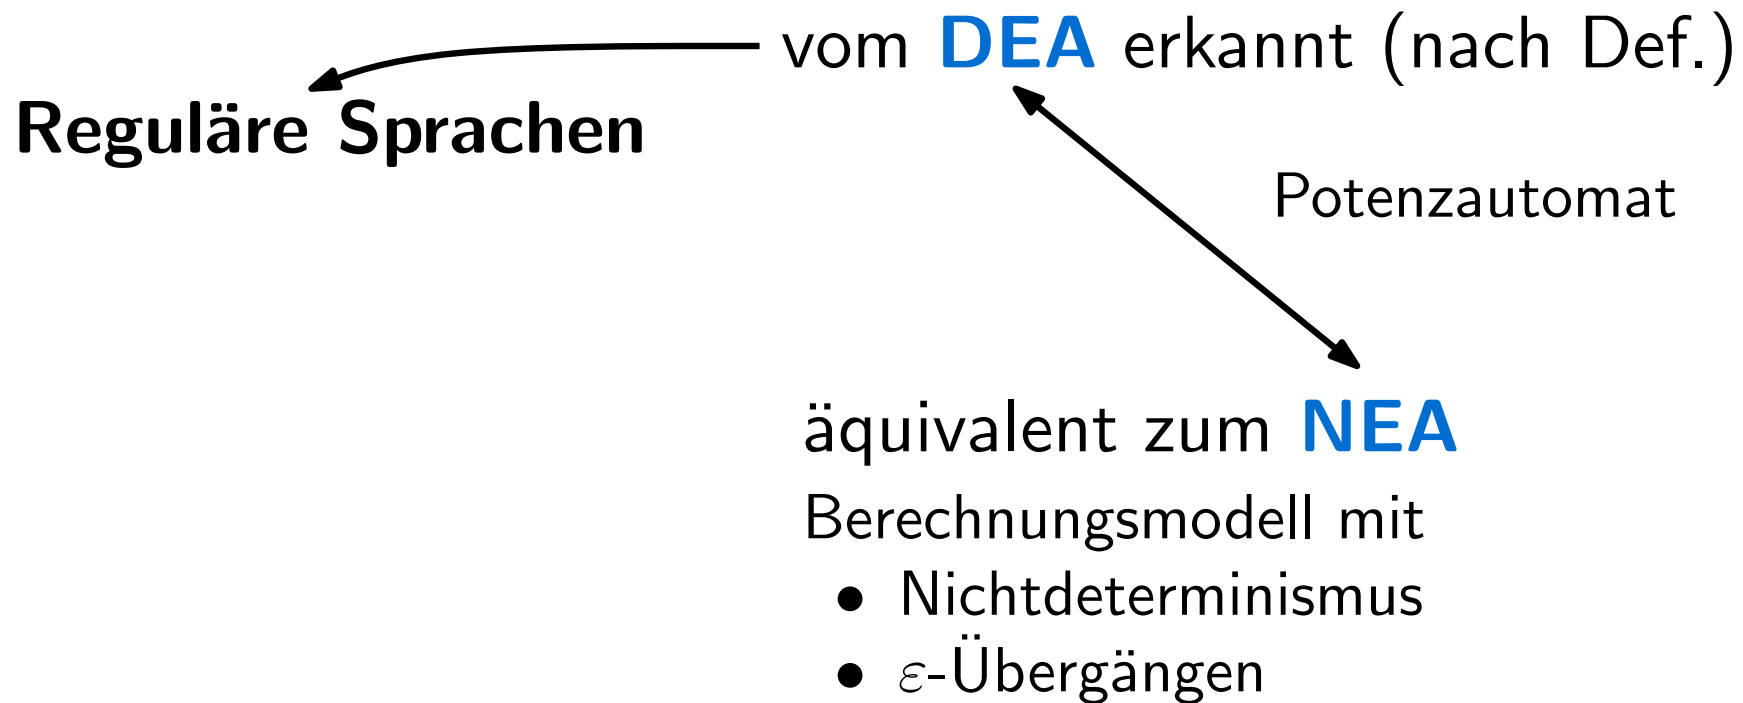 vom DEA erkannt (nach Def.)
Reguläre Sprachen
Potenzautomat
äquivalent zum NEA
Berechnungsmodell mit
• Nichtdeterminismus
• ε-Übergängen